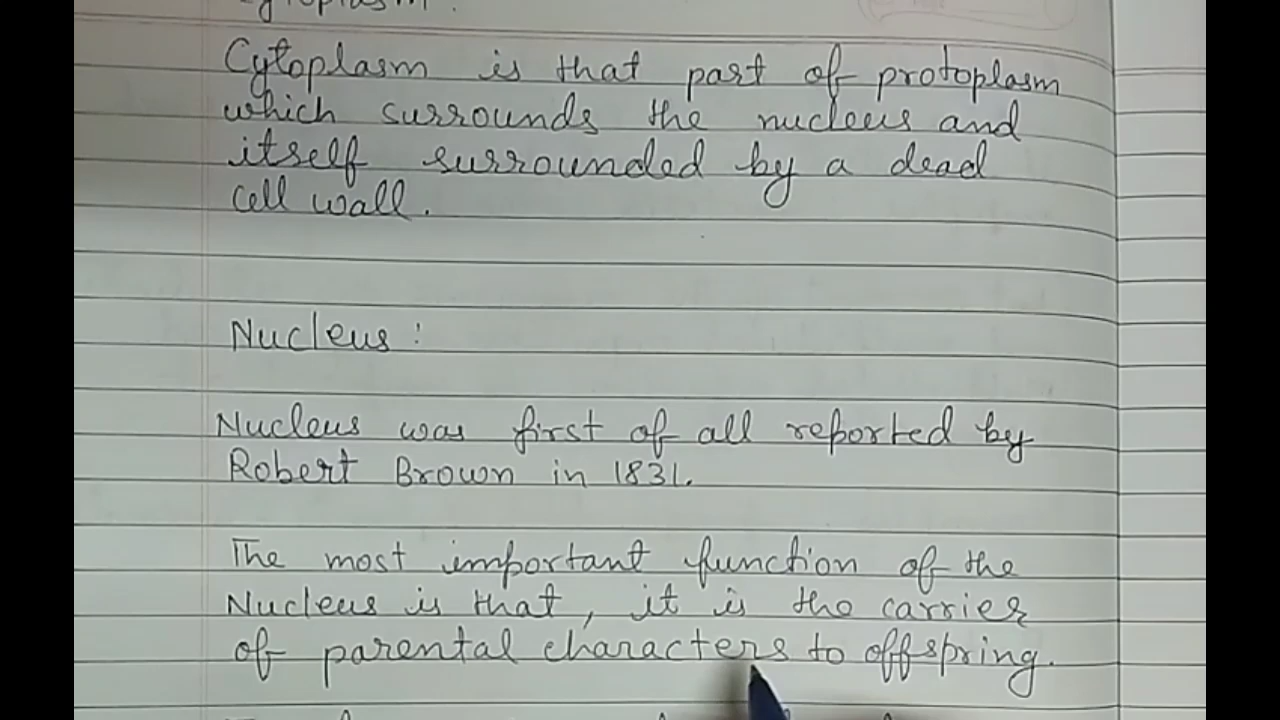 Cytoplasm is that part of protoplasm
which surrounds the nucleus and
itself surrounded by a dead
cell wall.
Nucleus :
Nucleus was first of all reported by
Robert Brown in 1831.
The most important function of the
Nucleus is that, it is the carrier
of parental characters to offspring.